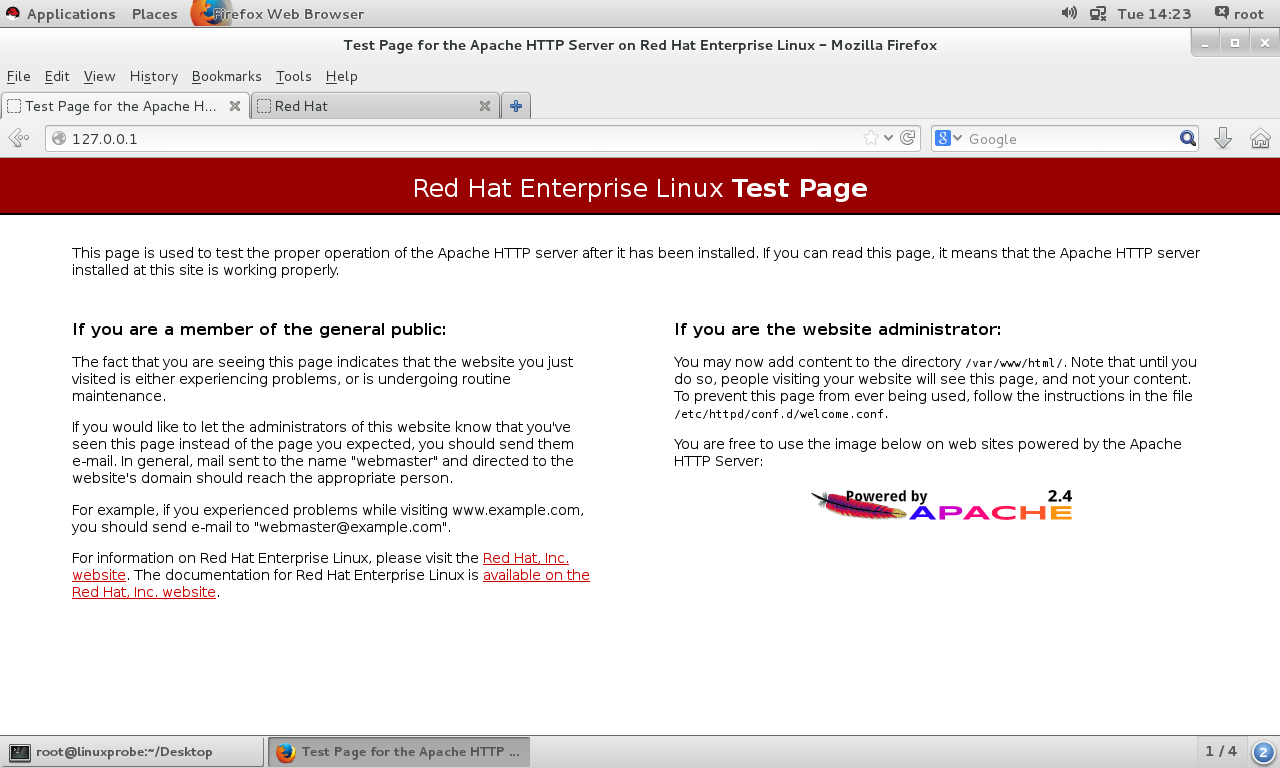 Applications Places Firefox Web Browser Tue 14:23 root
Test Page for the Apache HTTP Server on Red Hat Enterprise Linux - Mozilla Firefox
File Edit View History Bookmarks Tools Help
Test Page for the Apache H... Red Hat
127.0.0.1 8 Google
Red Hat Enterprise Linux Test Page
This page is used to test the proper operation of the Apache HTTP server after it has been installed. If you can read this page, it means that the Apache HTTP server
installed at this site is working properly.
If you are a member of the general public:
The fact that you are seeing this page indicates that the website you just
visited is either experiencing problems, or is undergoing routine
maintenance.
If you would like to let the administrators of this website know that you've
seen this page instead of the page you expected, you should send them
e-mail. In general, mail sent to the name "webmaster" and directed to the
website's domain should reach the appropriate person.
For example, if you experienced problems while visiting www.example.com,
you should send e-mail to "webmaster@example.com".
For information on Red Hat Enterprise Linux, please visit the Red Hat, Inc.
website. The documentation for Red Hat Enterprise Linux is available on the
Red Hat, Inc. website.
If you are the website administrator:
You may now add content to the directory /var/www/html/. Note that until you
do so, people visiting your website will see this page, and not your content.
To prevent this page from ever being used, follow the instructions in the file
/etc/httpd/conf.d/welcome.conf.
You are free to use the image below on web sites powered by the Apache
HTTP Server:
Powered by 2.4
APACHE
root@linuxprobe:~/Desktop Test Page for the Apache HTTP ... 1 / 4 2